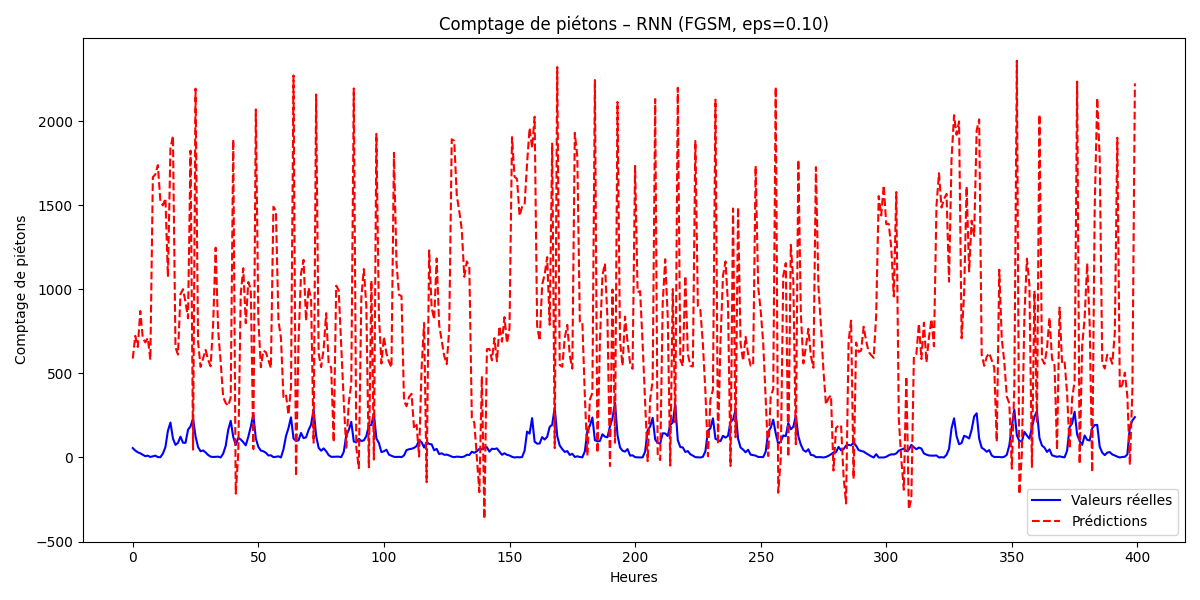 Comptage de piétons – RNN (FGSM, eps=0.10)
Comptage de piétons
2000
1500
1000
500
0
−500
0 50 100 150 200 250 300 350 400
Heures
Valeurs réelles
Prédictions